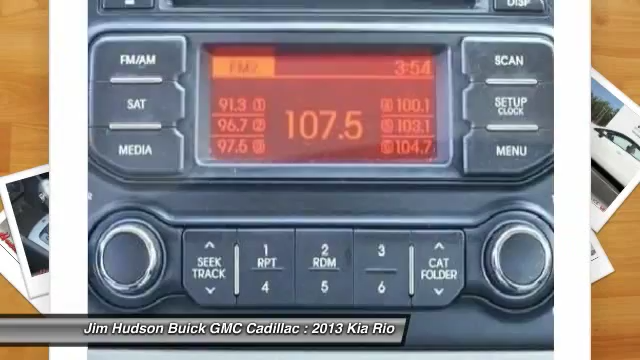 DISP
FM/AM
SAT
MEDIA
FM2 3:54
91.3 1 4 100.1
96.7 2 107.5 5 103.1
97.5 3 6 104.7
SCAN
SETUP
CLOCK
MENU
SEEK
TRACK
1 2 3
RPT RDM
4 5 6
CAT
FOLDER
Jim Hudson Buick GMC Cadillac : 2013 Kia Rio